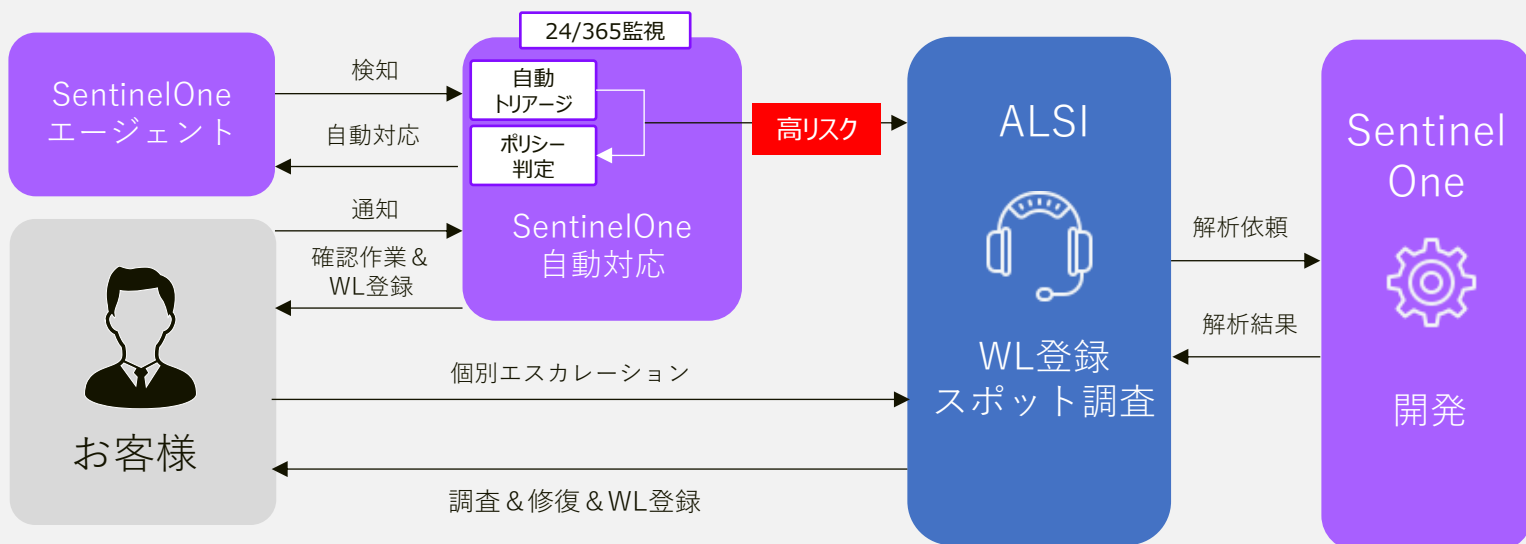 24/365監視
SentinelOne
エージェント
検知
自動対応
自動
トリアージ
ポリシー
判定
SentinelOne
自動対応
高リスク
通知
確認作業＆
WL登録
お客様
個別エスカレーション
調査＆修復＆WL登録
ALSI
WL登録
スポット調査
解析依頼
解析結果
Sentinel
One
開発